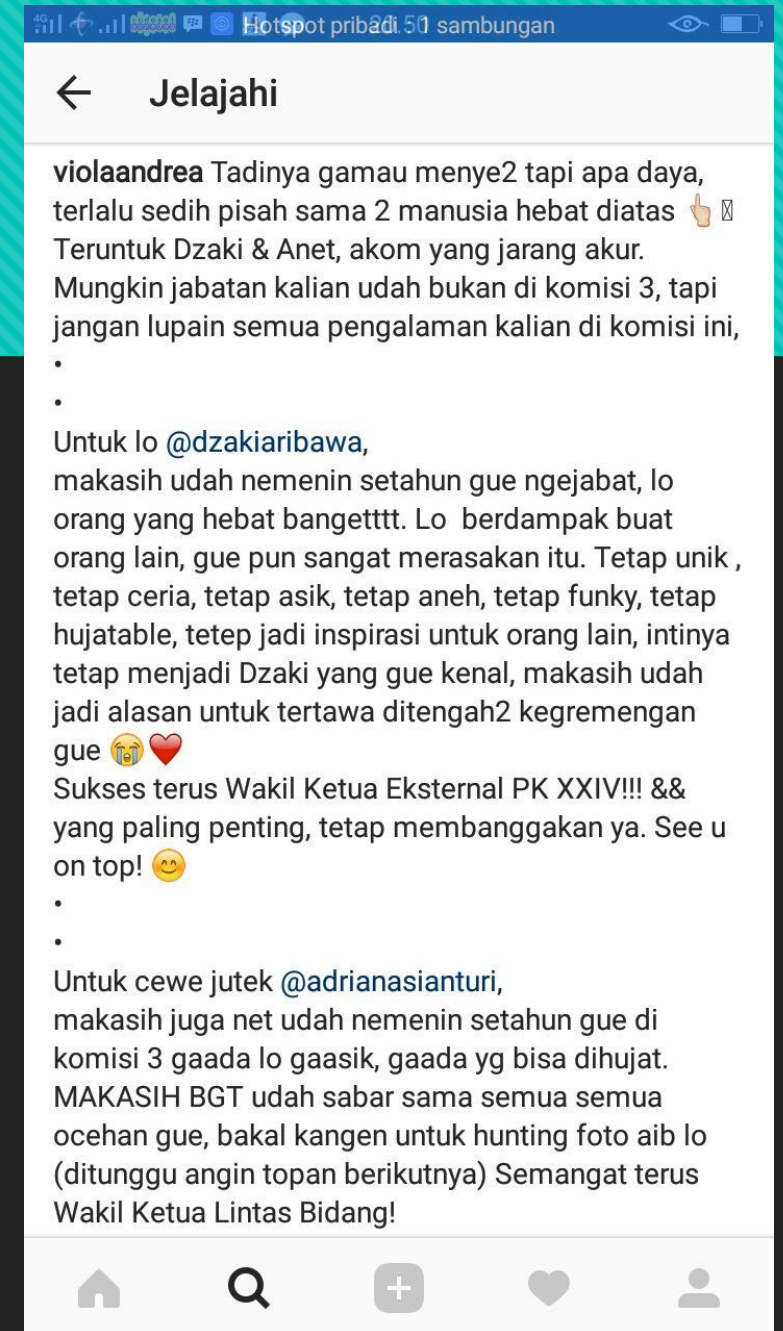 4G Hotspot pribadi : 1 sambungan
Jelajahi
violaandrea Tadinya gamau menye2 tapi apa daya,
terlalu sedih pisah sama 2 manusia hebat diatas 👆🏼
Teruntuk Dzaki & Anet, akom yang jarang akur.
Mungkin jabatan kalian udah bukan di komisi 3, tapi
jangan lupain semua pengalaman kalian di komisi ini,
•
•
Untuk lo @dzakiaribawa,
makasih udah nemenin setahun gue ngejabat, lo
orang yang hebat bangetttt. Lo berdampak buat
orang lain, gue pun sangat merasakan itu. Tetap unik ,
tetap ceria, tetap asik, tetap aneh, tetap funky, tetap
hujatable, tetep jadi inspirasi untuk orang lain, intinya
tetap menjadi Dzaki yang gue kenal, makasih udah
jadi alasan untuk tertawa ditengah2 kegremengan
gue 😭❤
Sukses terus Wakil Ketua Eksternal PK XXIV!!! &&
yang paling penting, tetap membanggakan ya. See u
on top! 😊
•
•
Untuk cewe jutek @adrianasianturi,
makasih juga net udah nemenin setahun gue di
komisi 3 gaada lo gaasik, gaada yg bisa dihujat.
MAKASIH BGT udah sabar sama semua semua
ocehan gue, bakal kangen untuk hunting foto aib lo
(ditunggu angin topan berikutnya) Semangat terus
Wakil Ketua Lintas Bidang!